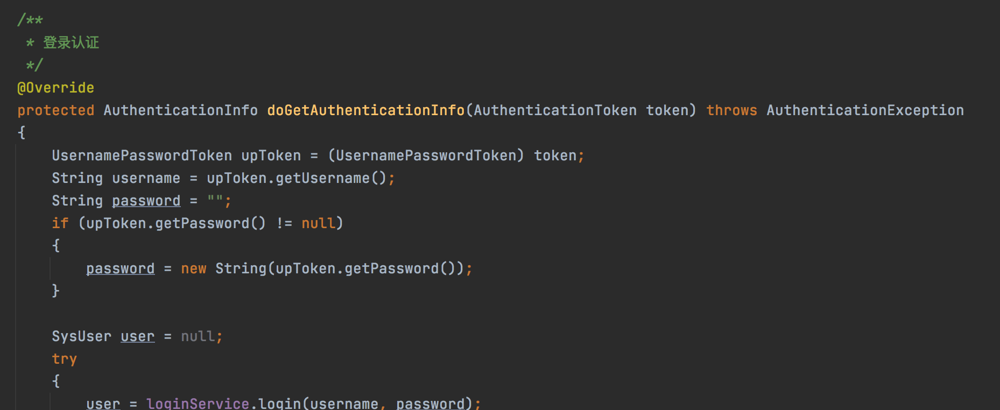 /**
 * 登录认证
 */
@Override
protected AuthenticationInfo doGetAuthenticationInfo(AuthenticationToken token) throws AuthenticationException
{
    UsernamePasswordToken upToken = (UsernamePasswordToken) token;
    String username = upToken.getUsername();
    String password = "";
    if (upToken.getPassword() != null)
    {
        password = new String(upToken.getPassword());
    }

    SysUser user = null;
    try
    {
        user = loginService.login(username, password);